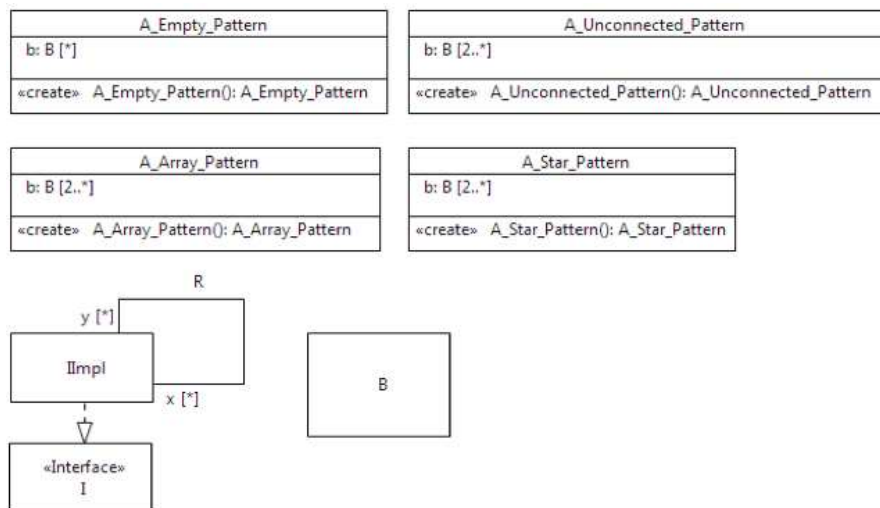 A_Empty_Pattern
b: B [*]
«create» A_Empty_Pattern(): A_Empty_Pattern
A_Unconnected_Pattern
b: B [2..*]
«create» A_Unconnected_Pattern(): A_Unconnected_Pattern
A_Array_Pattern
b: B [2..*]
«create» A_Array_Pattern(): A_Array_Pattern
A_Star_Pattern
b: B [2..*]
«create» A_Star_Pattern(): A_Star_Pattern
R
y [*]
IImpl
x [*]
B
«Interface»
I